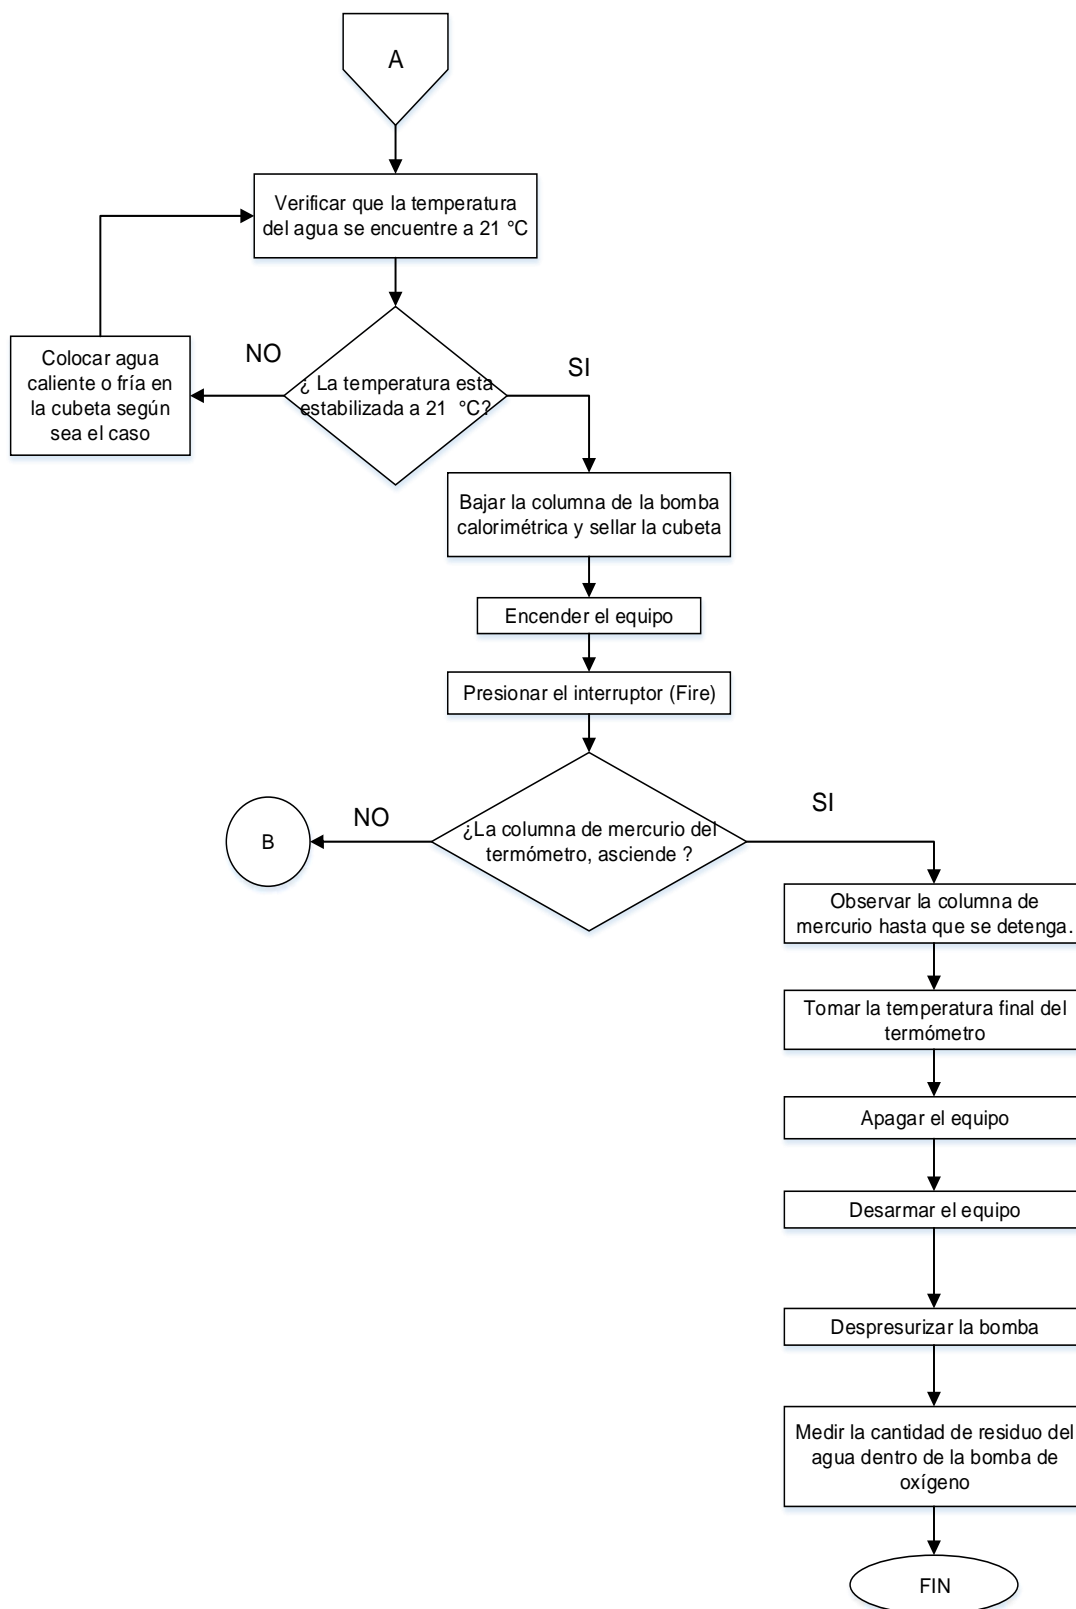 A
Verificar que la temperatura
del agua se encuentre a 21 °C
NO
SI
Colocar agua
caliente o fría en
la cubeta según
sea el caso
¿ La temperatura esta
estabilizada a 21 °C?
Bajar la columna de la bomba
calorimétrica y sellar la cubeta
Encender el equipo
Presionar el interruptor (Fire)
NO
SI
B
¿La columna de mercurio del
termómetro, asciende ?
Observar la columna de
mercurio hasta que se detenga.
Tomar la temperatura final del
termómetro
Apagar el equipo
Desarmar el equipo
Despresurizar la bomba
Medir la cantidad de residuo del
agua dentro de la bomba de
oxígeno
FIN